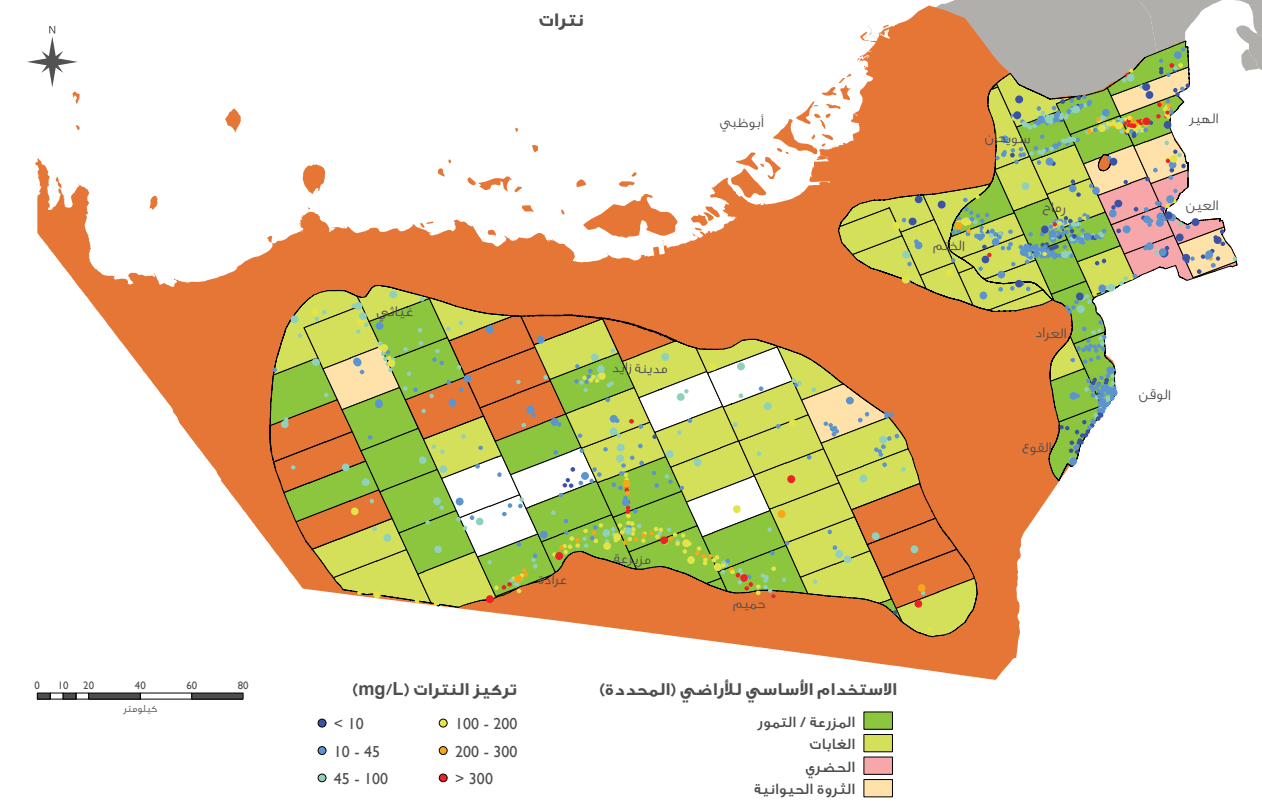 نترات
N
أبوظبي
الهير
سويحان
العين
رماح
الختم
غياثي
العراد
مدينة زايد
الوقن
القوع
مزيرعة
عرادة
حميم
0 10 20 40 60 80
كيلومتر
تركيز النترات (mg/L)
< 10
100 - 200
10 - 45
200 - 300
45 - 100
> 300
الاستخدام الأساسي للأراضي (المحددة)
المزرعة / التمور
الغابات
الحضري
الثروة الحيوانية